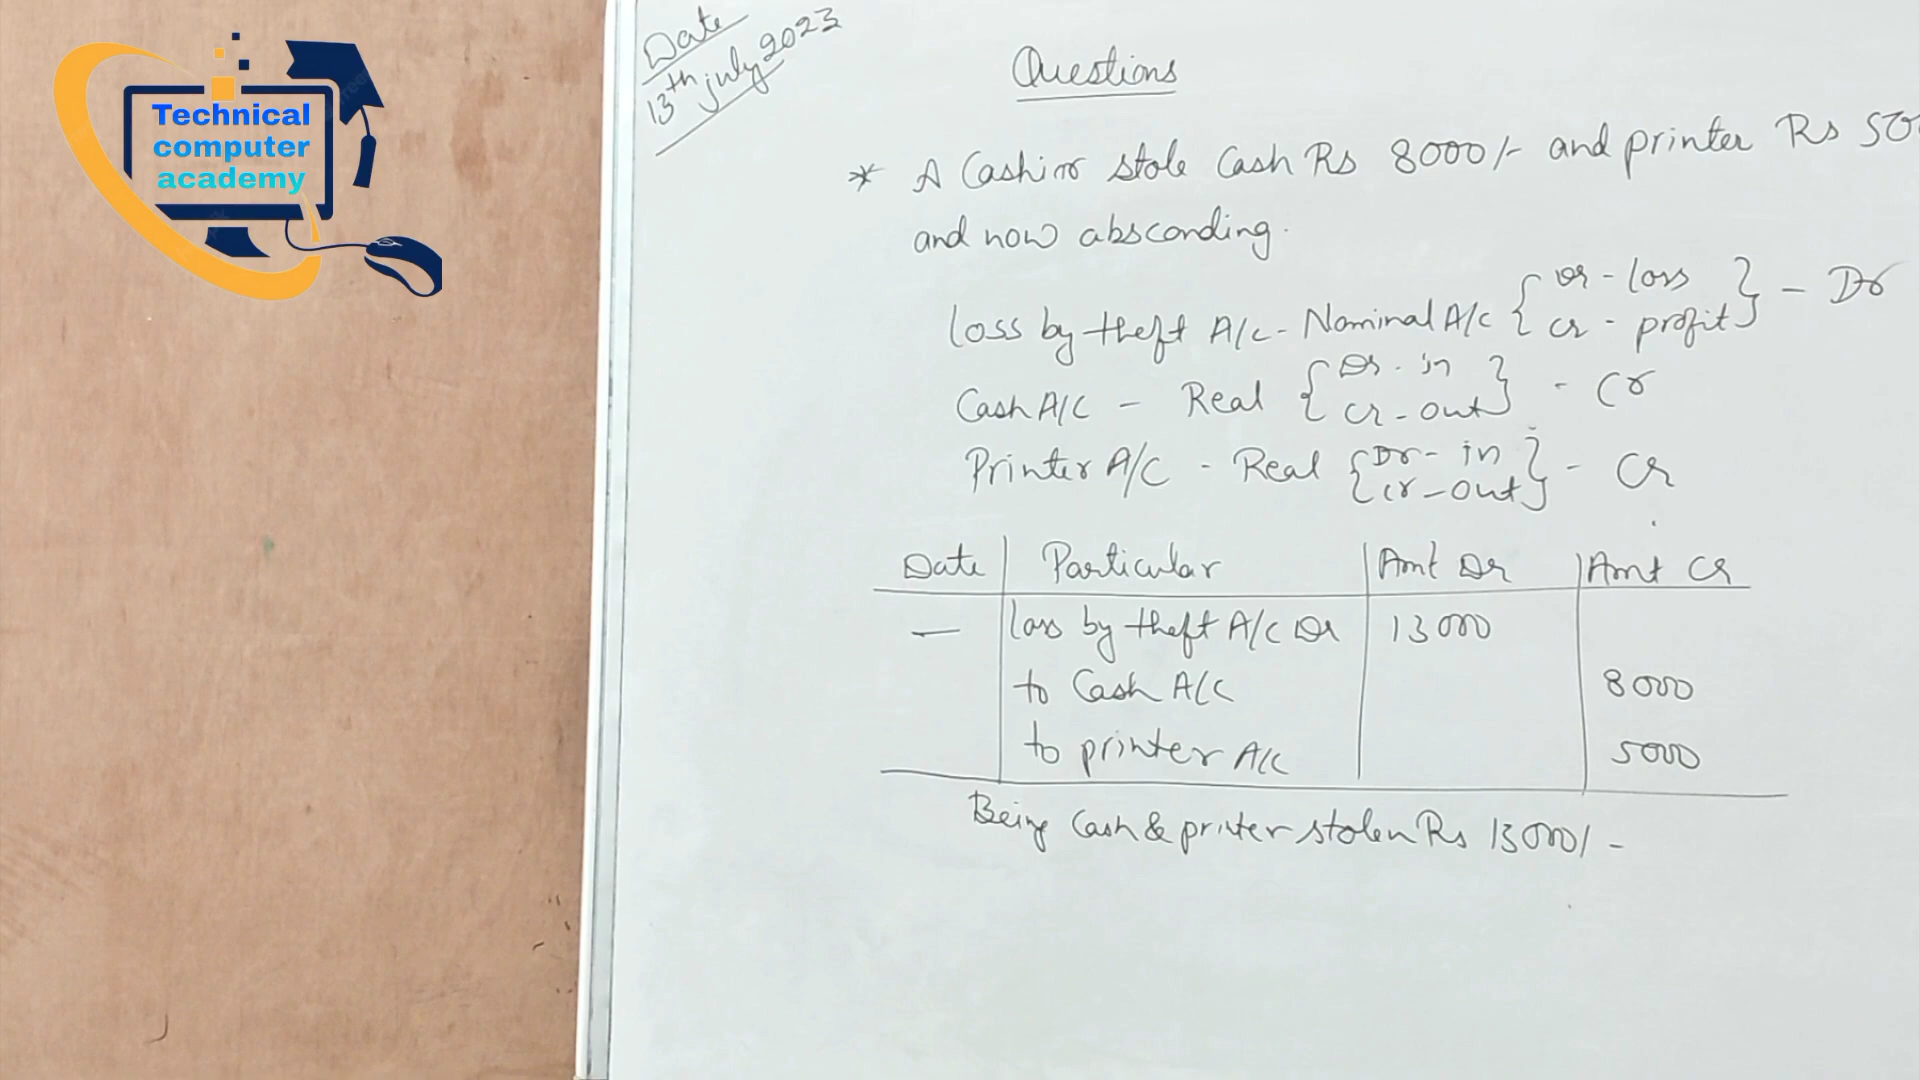 Technical
computer
academy
Date
13th july 2023
Questions
* A Cashier stole Cash Rs 8000/- and printer Rs
and now absconding.
loss by theft A/c - Nominal A/c { Dr - loss
cr - profit } - Dr
Cash A/C - Real { Dr - in
cr - out } - Cr
Printer A/C - Real { Dr - in
cr - out } - Cr
Date Particular Amt Dr Amt Cr
— loss by theft A/C Dr 13000
to Cash A/C 8000
to printer A/C 5000
Being Cash & printer stolen Rs 13000/-